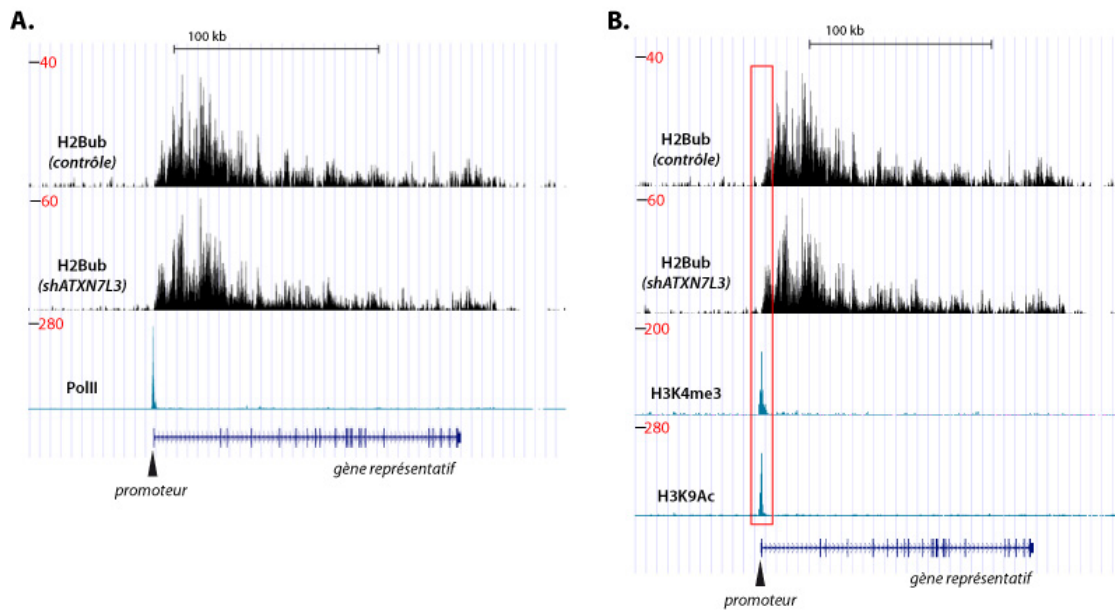 A.
100 kb
40
H2Bub
(contrôle)
60
H2Bub
(shATXN7L3)
280
PolII
gène représentatif
promoteur
B.
100 kb
40
H2Bub
(contrôle)
60
H2Bub
(shATXN7L3)
200
H3K4me3
280
H3K9Ac
gène représentatif
promoteur